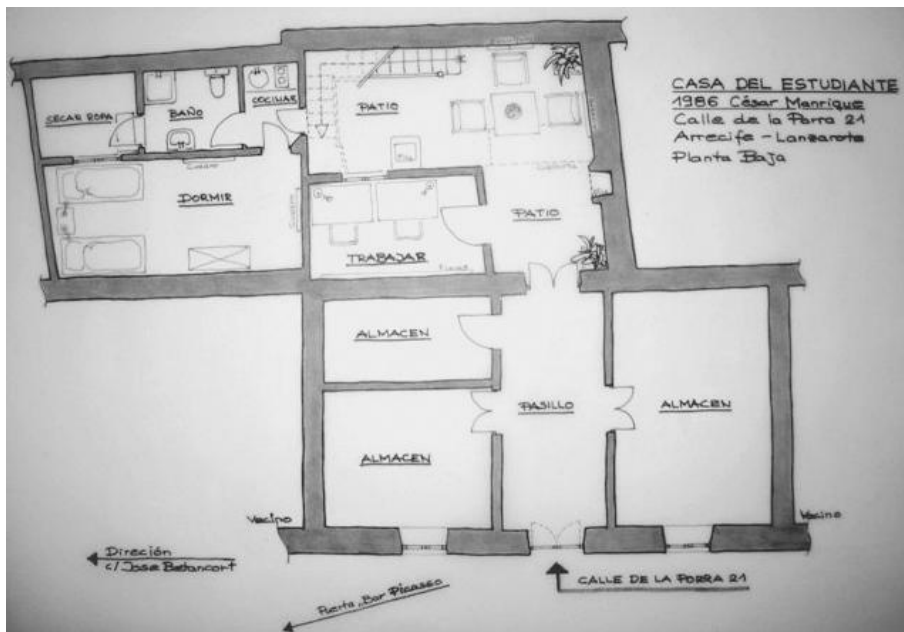 CASA DEL ESTUDIANTE
1986 César Manrique
Calle de la Porra 21
Arrecife - Lanzarote
Planta Baja
SECAR ROPA
BAÑO
COCINAR
PATIO
DORMIR
TRABAJAR
PATIO
ALMACEN
ALMACEN
PASILLO
ALMACEN
Vecino
Vecino
Direción
c/ Jose Betancort
Puerta „Bar Picasso
CALLE DE LA PORRA 21